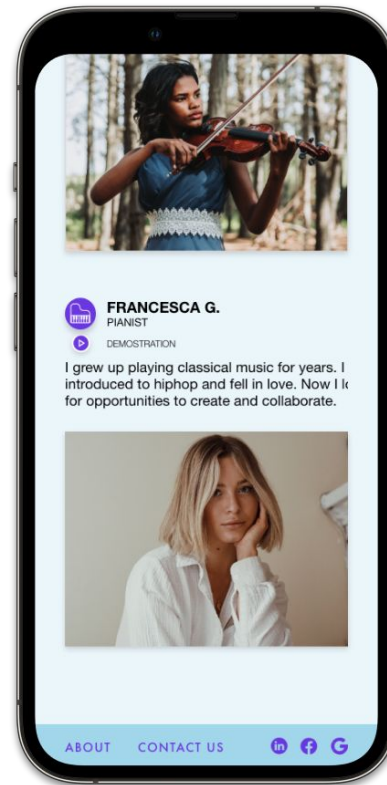 FRANCESCA G.
PIANIST
DEMOSTRATION
I grew up playing classical music for years. I
introduced to hiphop and fell in love. Now I
for opportunities to create and collaborate.
ABOUT CONTACT US in f G